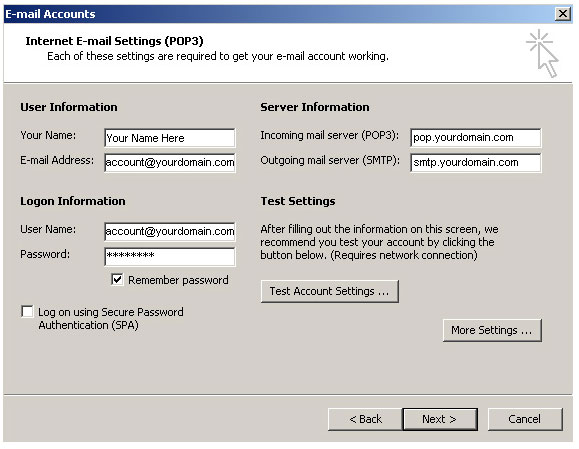 E-mail Accounts
Internet E-mail Settings (POP3)
Each of these settings are required to get your e-mail account working.
User Information
Your Name: Your Name Here
E-mail Address: account@yourdomain.com
Logon Information
User Name: account@yourdomain.com
Password: ********
Remember password
Log on using Secure Password
Authentication (SPA)
Server Information
Incoming mail server (POP3): pop.yourdomain.com
Outgoing mail server (SMTP): smtp.yourdomain.com
Test Settings
After filling out the information on this screen, we
recommend you test your account by clicking the
button below. (Requires network connection)
Test Account Settings ...
More Settings ...
< Back
Next >
Cancel